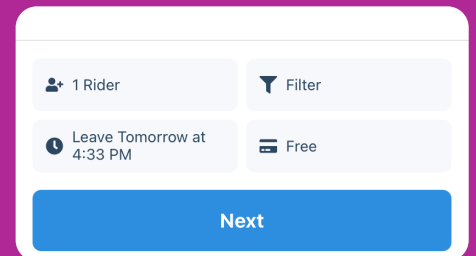 1 Rider
Filter
Leave Tomorrow at
4:33 PM
Free
Next